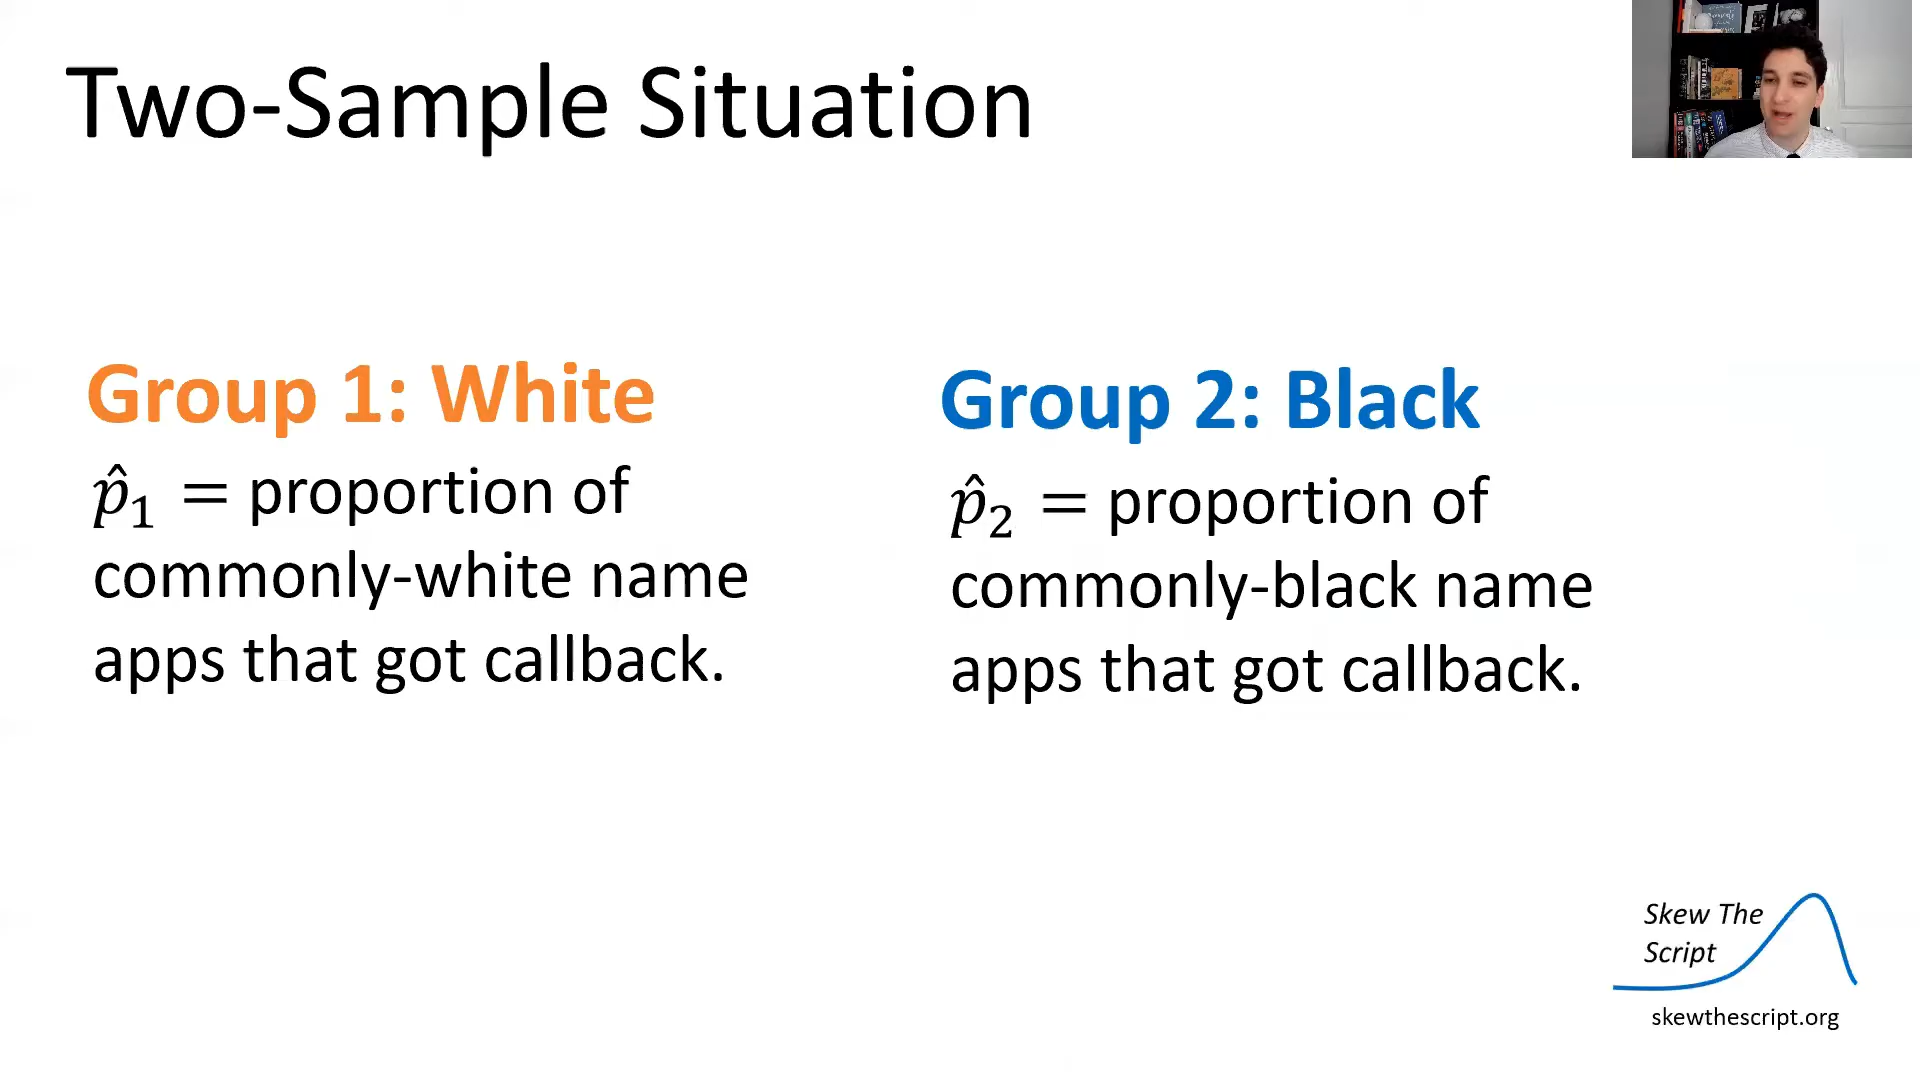 Two-Sample Situation
Group 1: White
p̂₁ = proportion of
commonly-white name
apps that got callback.
Group 2: Black
p̂₂ = proportion of
commonly-black name
apps that got callback.
Skew The
Script
skewthescript.org